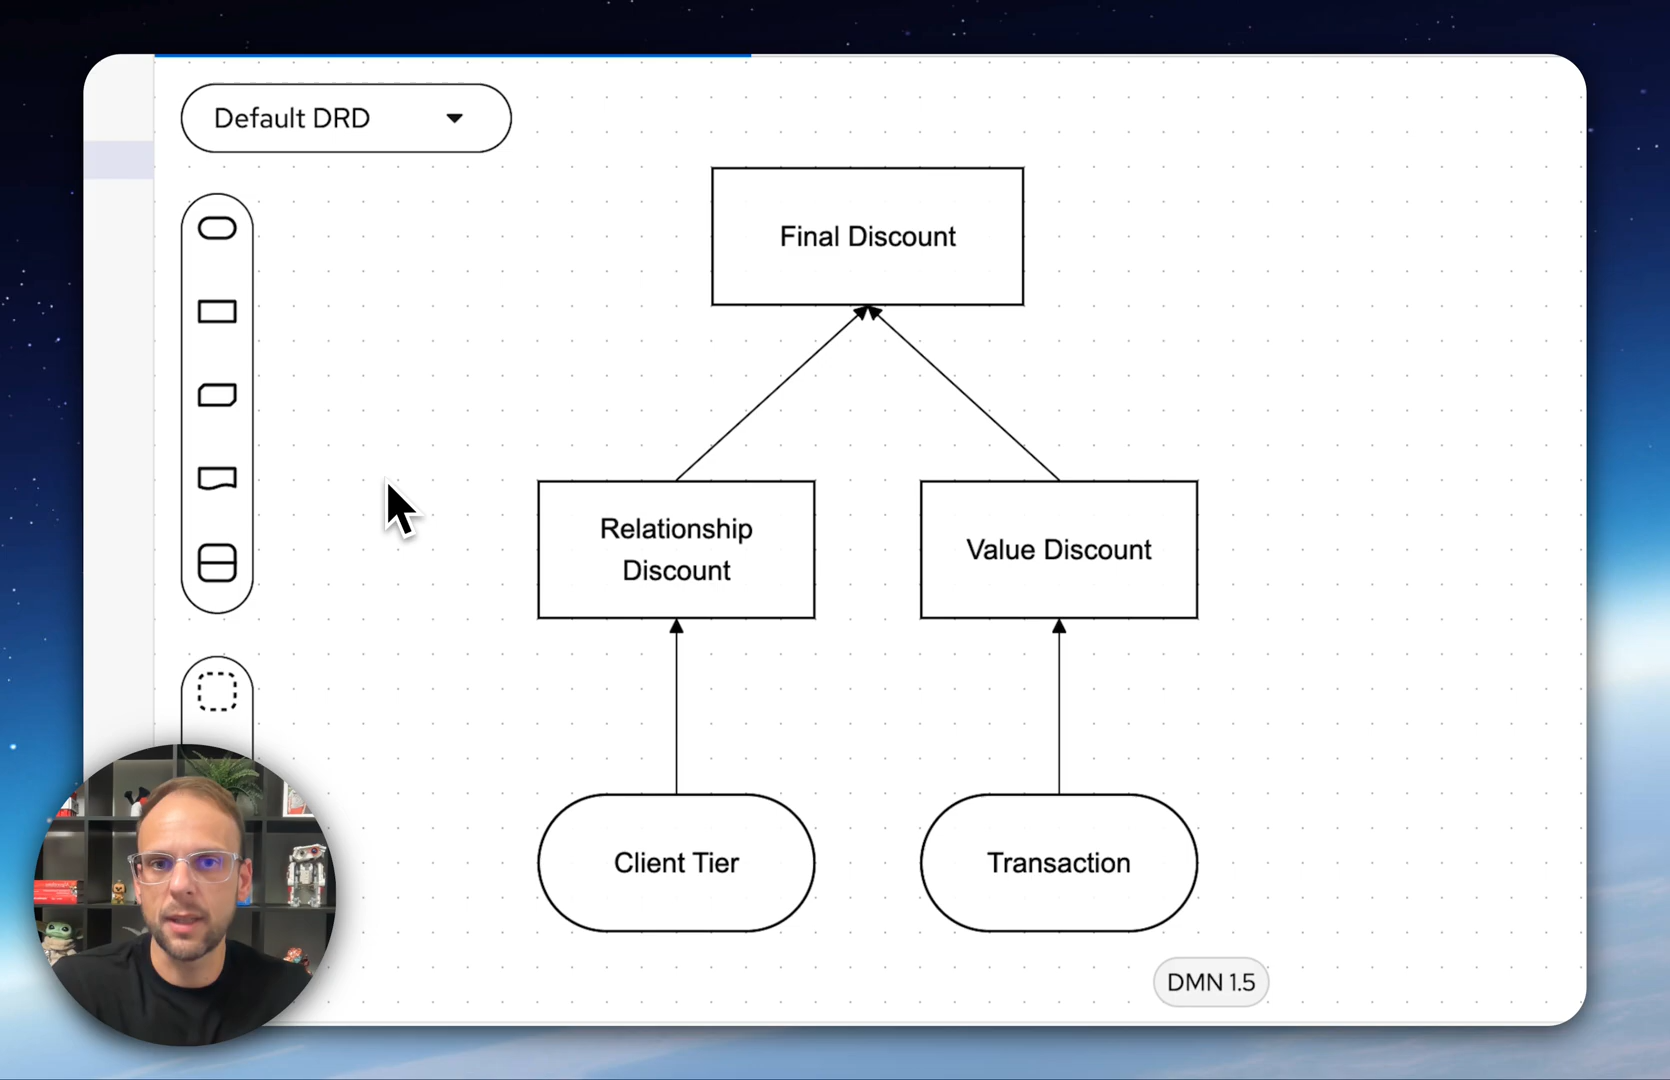 Default DRD
Final Discount
Relationship
Discount
Value Discount
Client Tier
Transaction
DMN 1.5